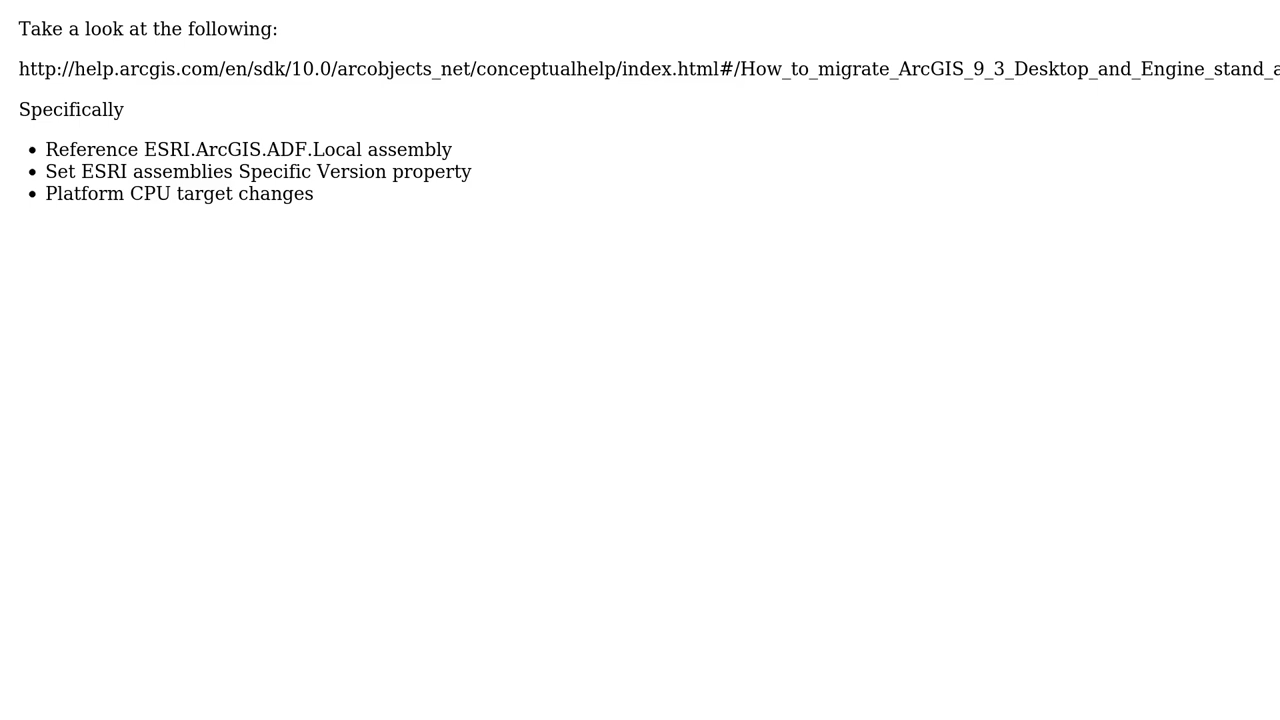 Take a look at the following:
http://help.arcgis.com/en/sdk/10.0/arcobjects_net/conceptualhelp/index.html#/How_to_migrate_ArcGIS_9_3_Desktop_and_Engine_stand_a
Specifically
• Reference ESRI.ArcGIS.ADF.Local assembly
• Set ESRI assemblies Specific Version property
• Platform CPU target changes